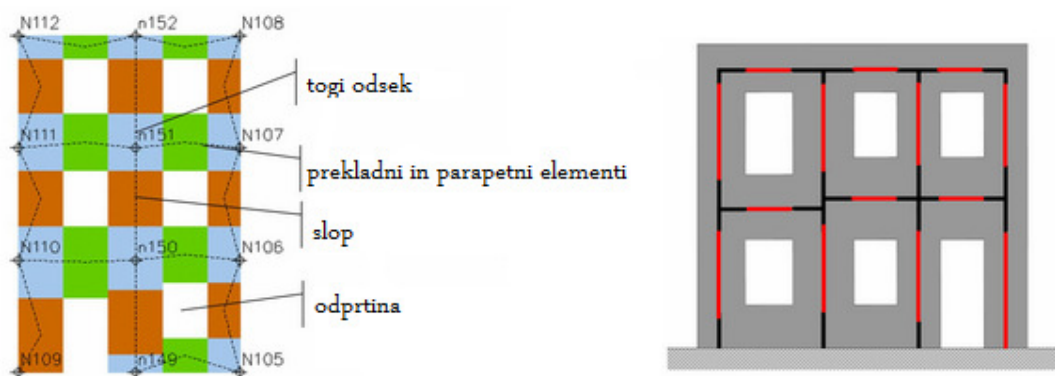 N112 n152 N108
togi odsek
N111 n151 N107
prekladni in parapetni elementi
slop
N110 n150 N106
odprtina
N109 n149 N105